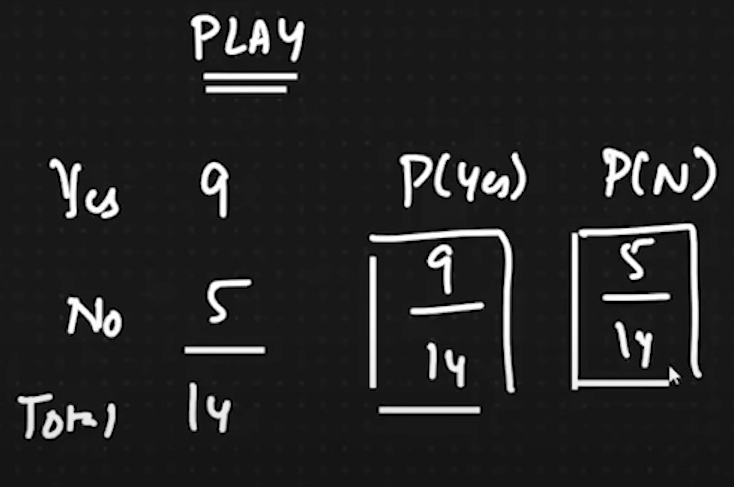 PLAY
Yes 9 P(Yes) P(N)
No 5 9/14 5/14
Total 14